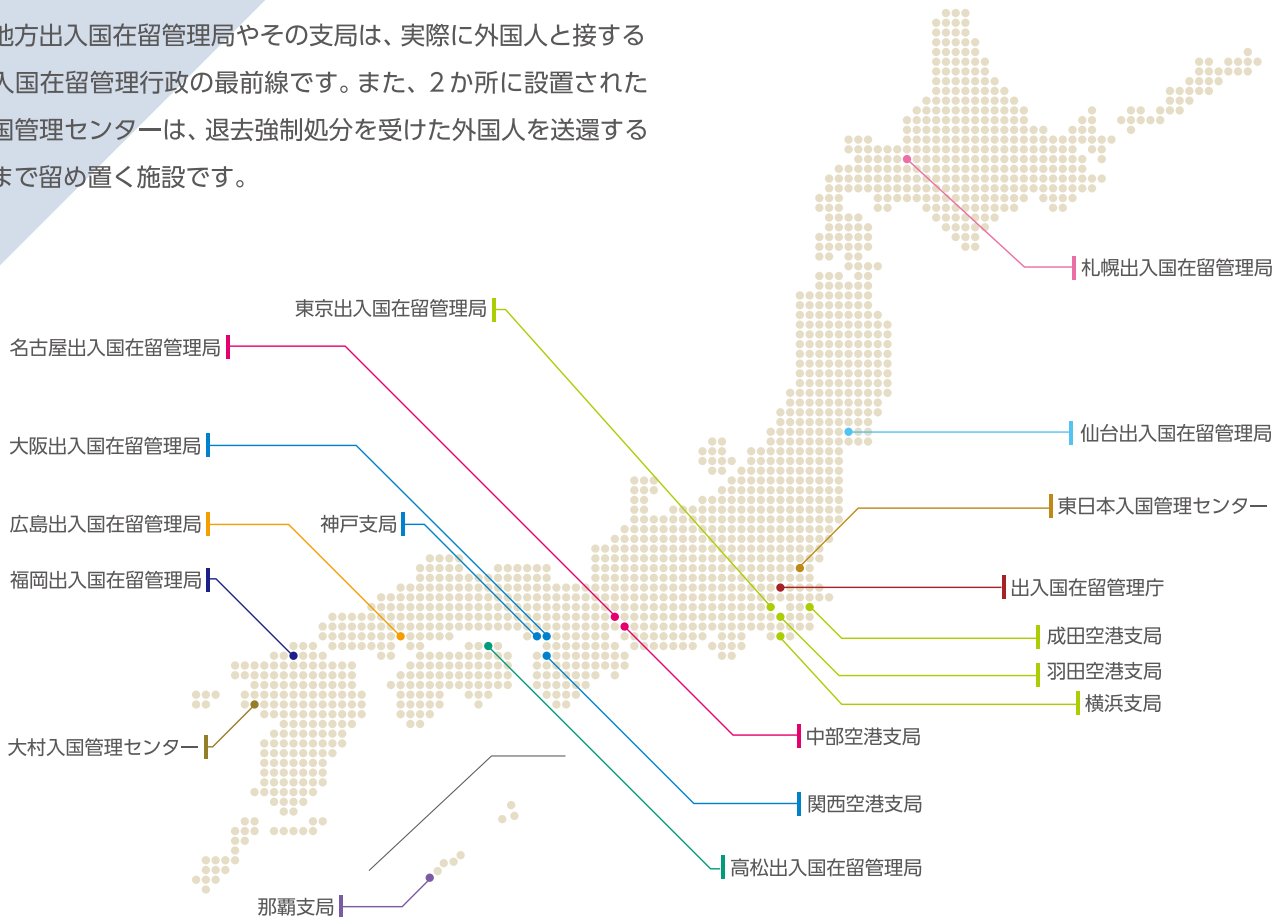 地方出入国在留管理局やその支局は、実際に外国人と接する
入国在留管理行政の最前線です。また、2か所に設置された
国管理センターは、退去強制処分を受けた外国人を送還する
まで留め置く施設です。
札幌出入国在留管理局
東京出入国在留管理局
名古屋出入国在留管理局
大阪出入国在留管理局
仙台出入国在留管理局
東日本入国管理センター
広島出入国在留管理局
神戸支局
福岡出入国在留管理局
出入国在留管理庁
成田空港支局
羽田空港支局
横浜支局
中部空港支局
大村入国管理センター
関西空港支局
高松出入国在留管理局
那覇支局